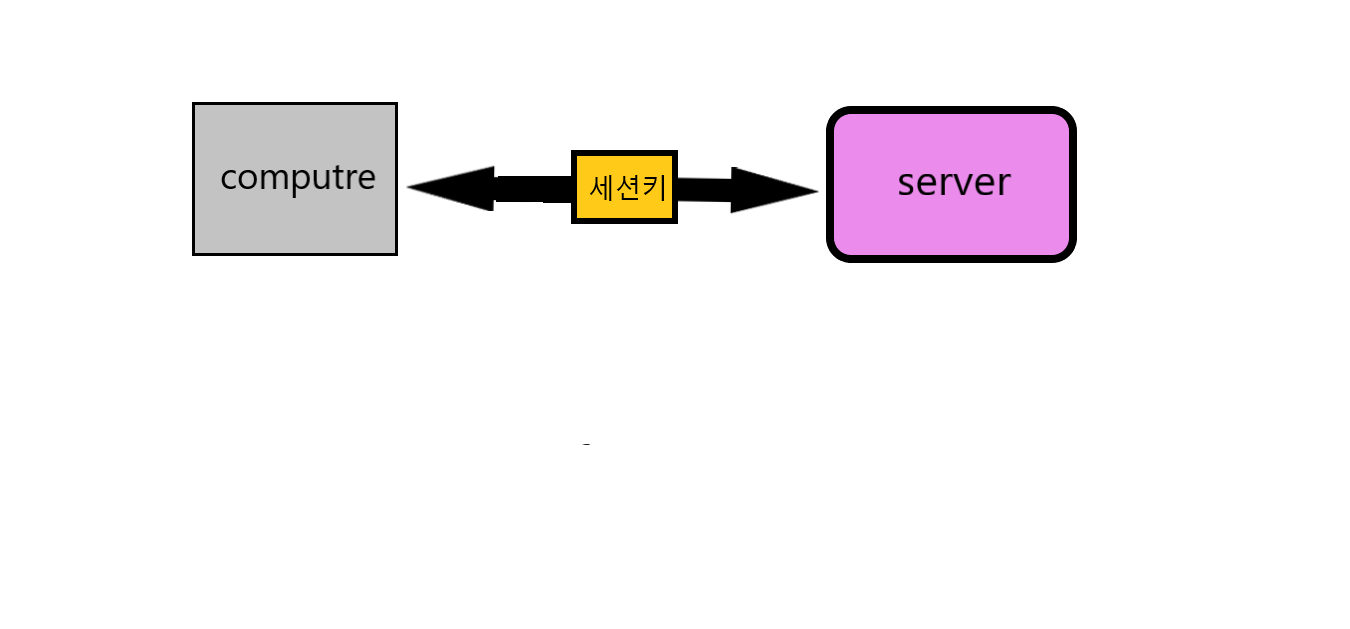 computre
세션키
server